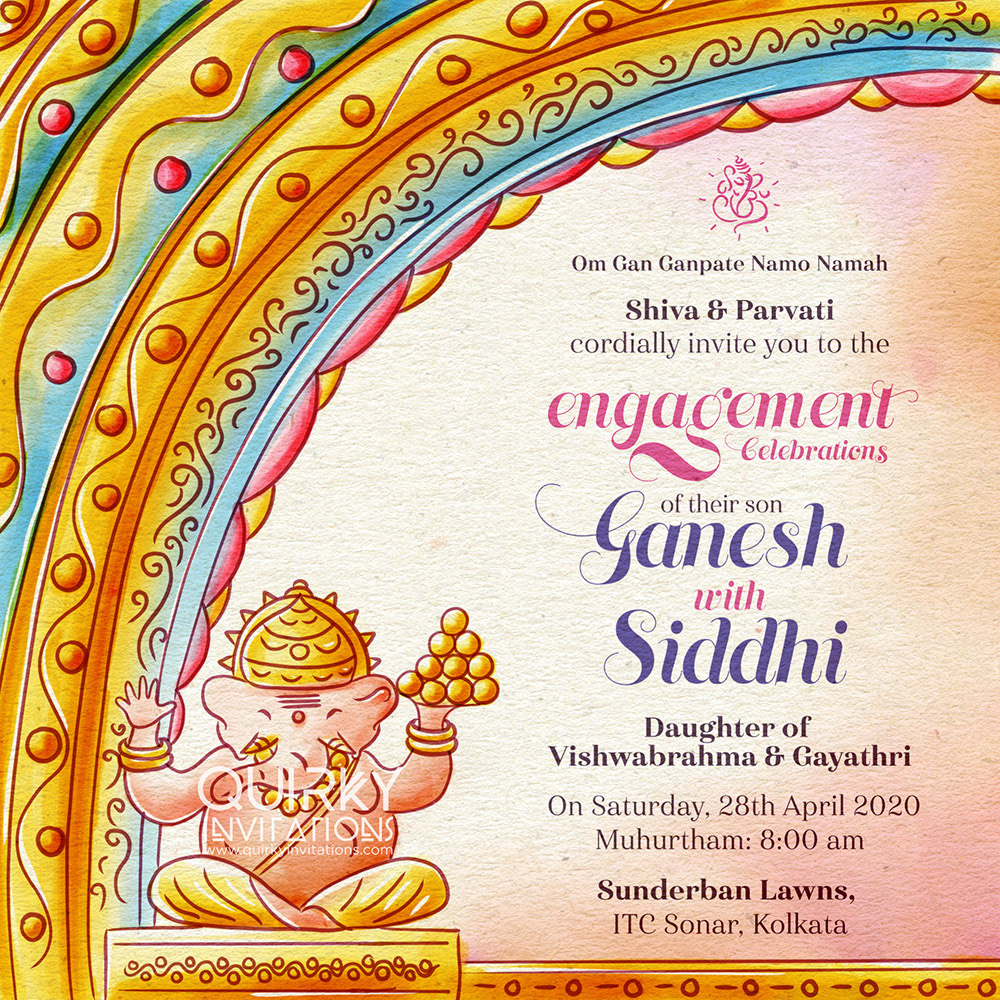 Om Gan Ganpate Namo Namah
Shiva & Parvati
cordially invite you to the
engagement
Celebrations
of their son
Ganesh
with
Siddhi
Daughter of
Vishwabrahma & Gayathri
On Saturday, 28th April 2020
Muhurtham: 8:00 am
Sunderban Lawns,
ITC Sonar, Kolkata
QUIRKY
INVITATIONS
www.quirkyinvitations.com